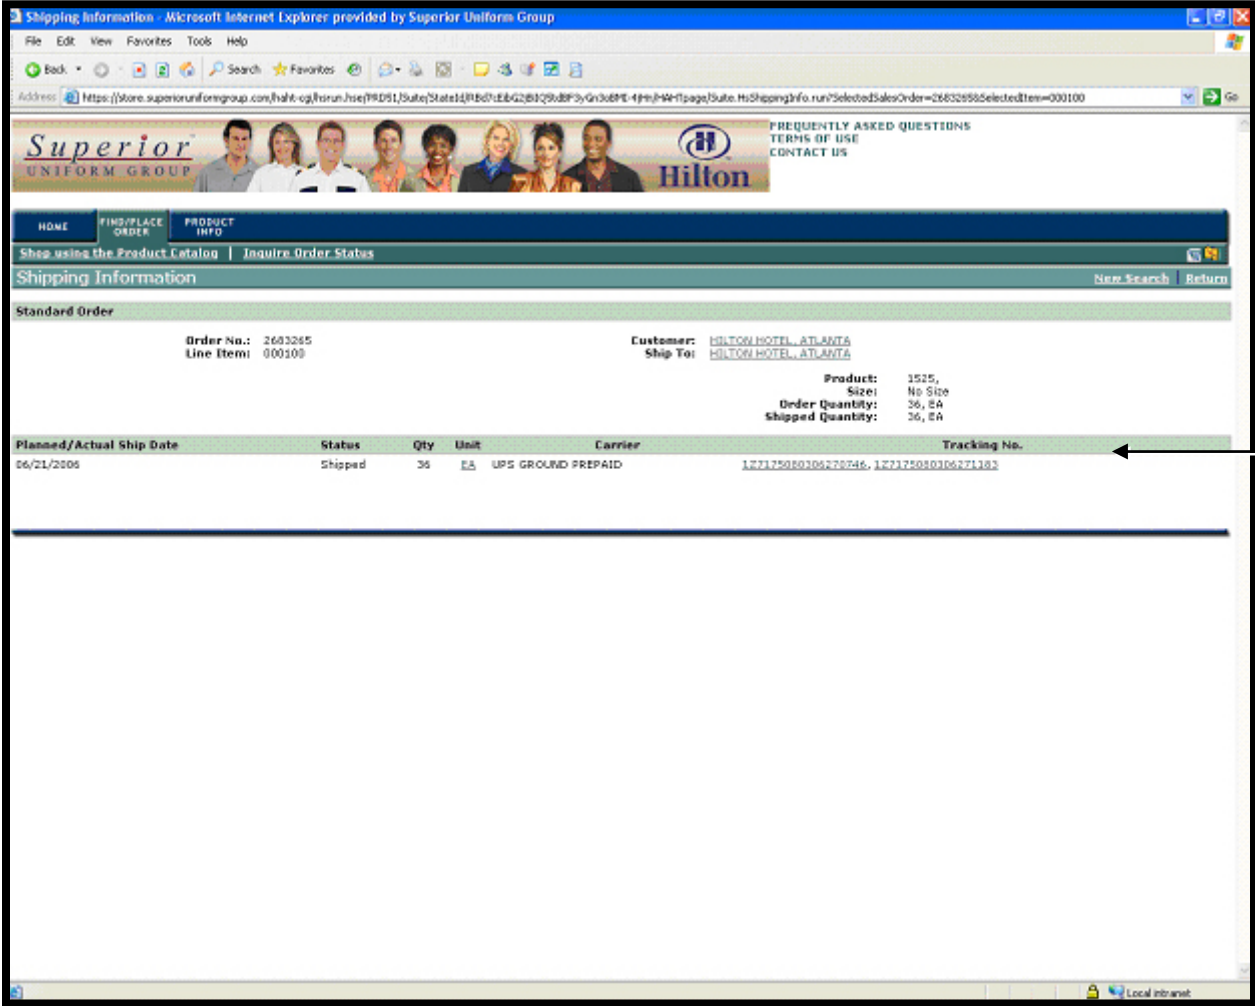 Shipping Information - Microsoft Internet Explorer provided by Superior Uniform Group
File Edit View Favorites Tools Help
Back Search Favorites
Address
Go
Superior
UNIFORM GROUP
Hilton
FREQUENTLY ASKED QUESTIONS
TERMS OF USE
CONTACT US
HOME FIND/PLACE ORDER PRODUCT INFO
Shop using the Product Catalog | Inquire Order Status
Shipping Information New Search | Return
Standard Order
Order No.: 2683265 Customer: HILTON HOTEL, ATLANTA
Line Item: 000100 Ship To: HILTON HOTEL, ATLANTA
Product: 1525,
Size: No Size
Order Quantity: 36, EA
Shipped Quantity: 36, EA
Planned/Actual Ship Date Status Qty Unit Carrier Tracking No.
06/21/2006 Shipped 36 EA UPS GROUND PREPAID 1Z7175080306270746, 1Z7175080306271183
Local intranet